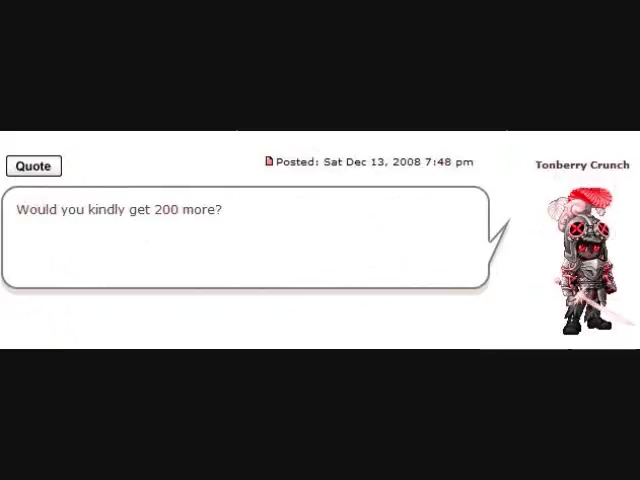 Quote
Posted: Sat Dec 13, 2008 7:48 pm
Tonberry Crunch
Would you kindly get 200 more?